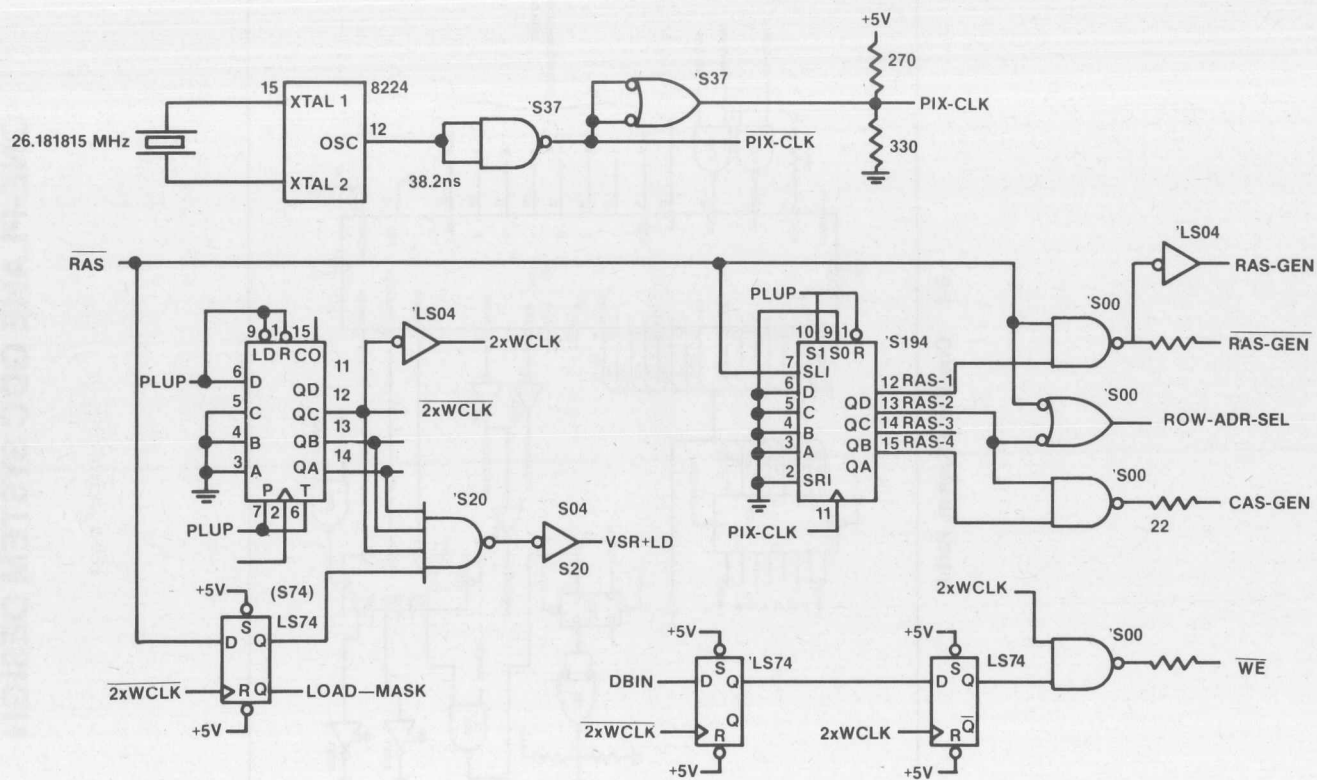 +5V
270
'S37
PIX-CLK
330
8224
15
XTAL 1
12
OSC
XTAL 2
26.181815 MHz
38.2ns
'S37
PIX-CLK
RAS
'LS04
RAS-GEN
'S00
RAS-GEN
PLUP
9 1 15
LD R CO
11
PLUP
6
D
QD
12
5
C
QC
13
4
B
QB
14
3
A
QA
P T
7 2 6
PLUP
'LS04
2xWCLK
2xWCLK
'S20
S04
VSR+LD
S20
PLUP
10 9 1
S1 S0 R
'S194
7
SLI
6
D
12 RAS-1
QD
5
C
13 RAS-2
QC
4
B
14 RAS-3
QB
3
A
15 RAS-4
QA
2
SRI
11
PIX-CLK
'S00
ROW-ADR-SEL
'S00
CAS-GEN
22
+5V
(S74)
S
LS74
D
Q
2xWCLK
R Q
LOAD—MASK
+5V
+5V
'LS74
DBIN
D S Q
Q
2xWCLK
R
+5V
+5V
LS74
D S Q
Q
2xWCLK
R
+5V
2xWCLK
'S00
WE